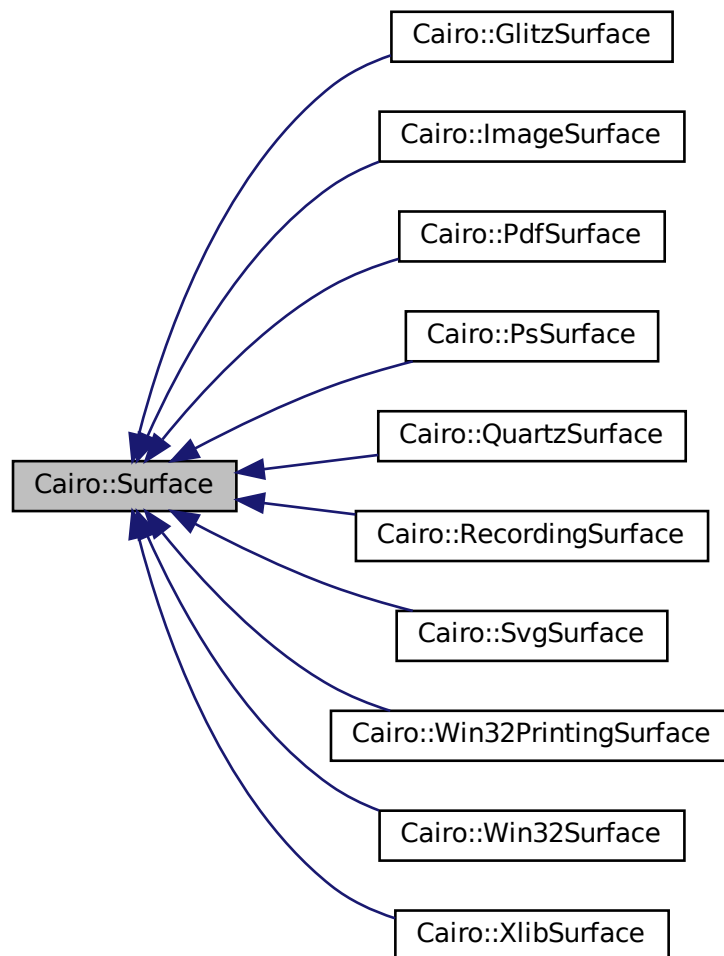 Cairo::GlitzSurface
Cairo::ImageSurface
Cairo::PdfSurface
Cairo::PsSurface
Cairo::QuartzSurface
Cairo::Surface
Cairo::RecordingSurface
Cairo::SvgSurface
Cairo::Win32PrintingSurface
Cairo::Win32Surface
Cairo::XlibSurface